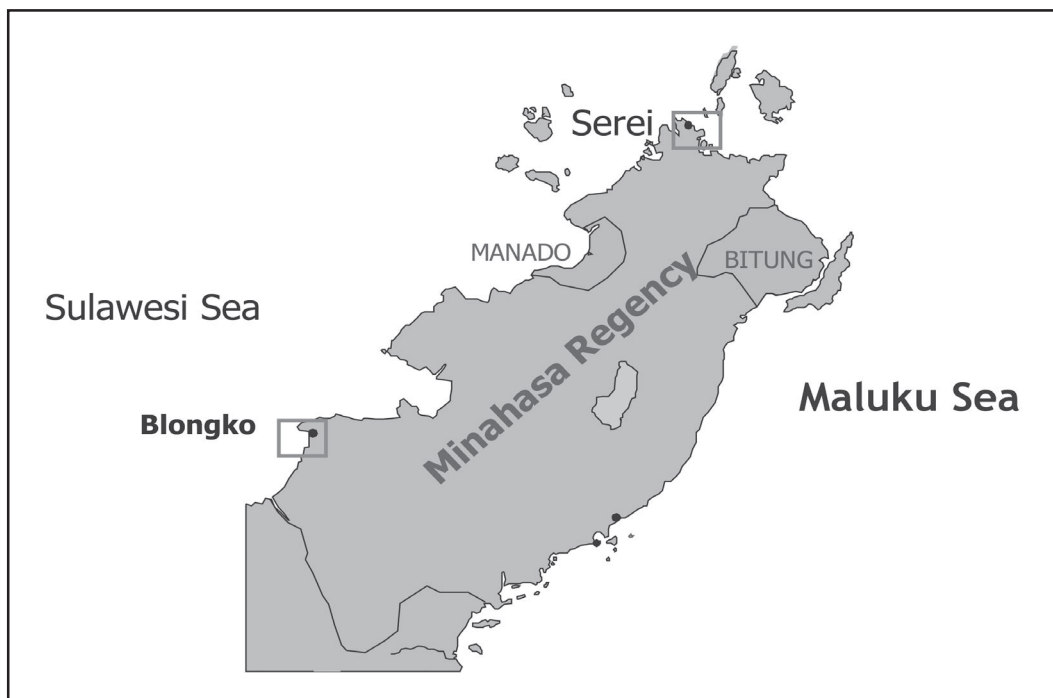 Serei
MANADO
BITUNG
Minahasa Regency
Sulawesi Sea
Maluku Sea
Blongko